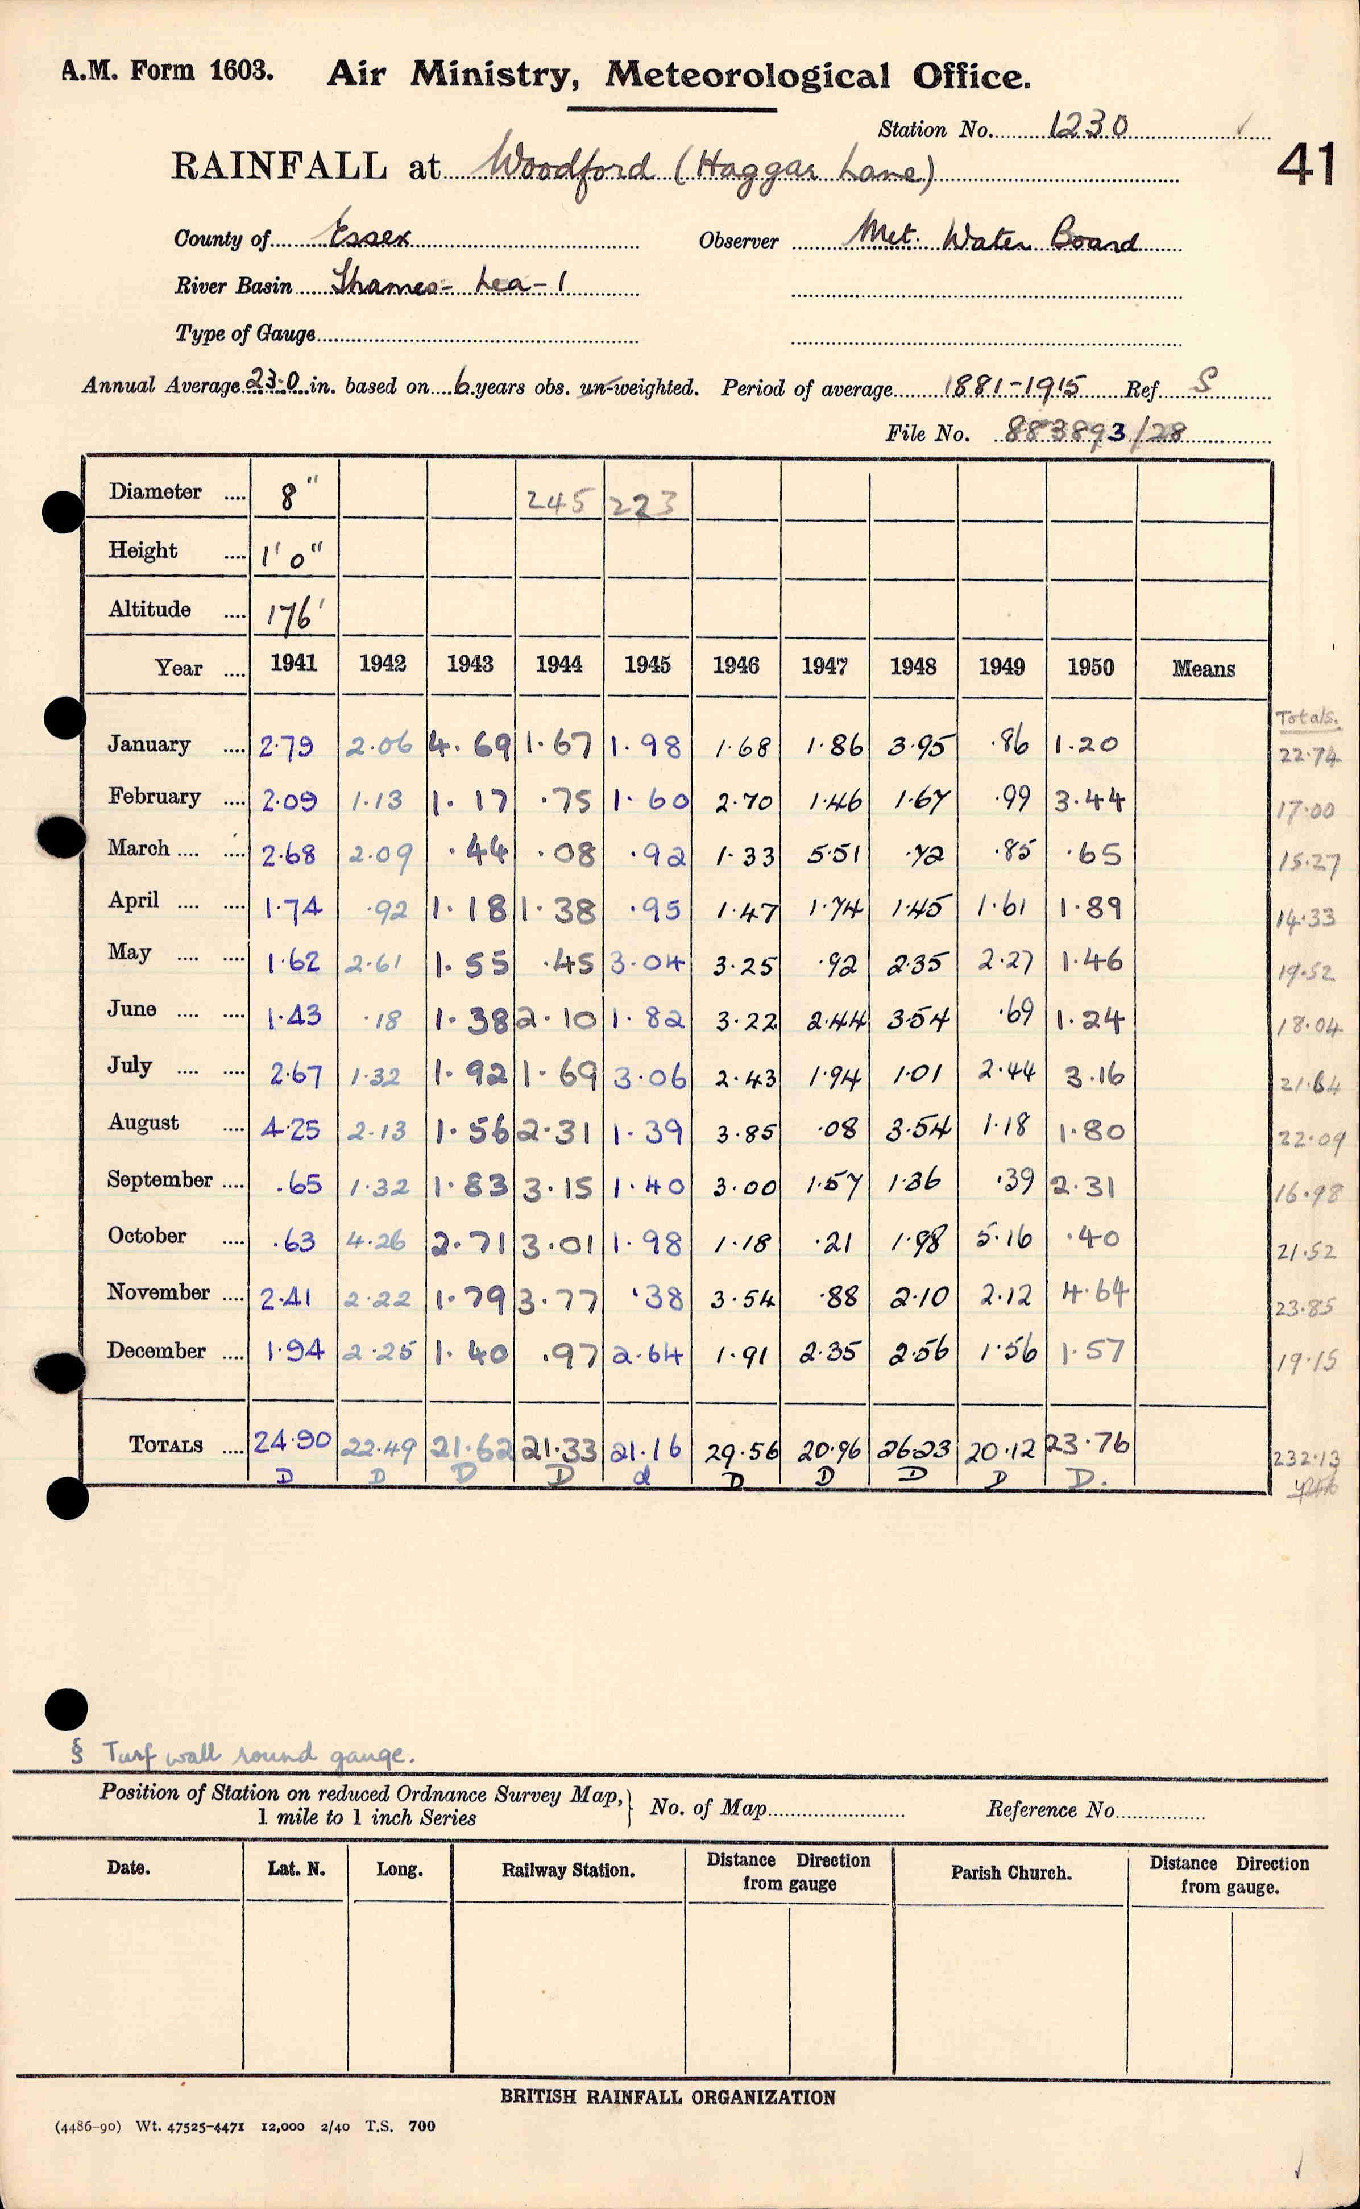 A.M. Form 1603. Air Ministry, Meteorological Office.
Station No. 1230 ✓
41
RAINFALL at Woodford (Haggar Lane)
County of Essex Observer Met. Water Board
River Basin Thames- Lea-1
Type of Gauge
Annual Average 23.0 in. based on 6 years obs. un-weighted. Period of average 1881-1915 Ref S
File No. 883893/28
Diameter .... 8" 245 223
Height .... 1' 0"
Altitude .... 176'
Year .... 1941 1942 1943 1944 1945 1946 1947 1948 1949 1950 Means
Totals.
January .... 2.79 2.06 4.69 1.67 1.98 1.68 1.86 3.95 .86 1.20 22.74
February .... 2.09 1.13 1.17 .75 1.60 2.70 1.46 1.67 .99 3.44 17.00
March .... .... 2.68 2.09 .44 .08 .92 1.33 5.51 .72 .85 .65 15.27
April .... .... 1.74 .92 1.18 1.38 .95 1.47 1.74 1.45 1.61 1.89 14.33
May .... .... 1.62 2.61 1.55 .45 3.04 3.25 .92 2.35 2.27 1.46 19.52
June .... .... 1.43 .18 1.38 2.10 1.82 3.22 2.44 3.54 .69 1.24 18.04
July .... .... 2.67 1.32 1.92 1.69 3.06 2.43 1.94 1.01 2.44 3.16 21.64
August .... 4.25 2.13 1.56 2.31 1.39 3.85 .08 3.54 1.18 1.80 22.09
September .... .65 1.32 1.83 3.15 1.40 3.00 1.57 1.36 .39 2.31 16.98
October .... .63 4.26 2.71 3.01 1.98 1.18 .21 1.98 5.16 .40 21.52
November .... 2.41 2.22 1.79 3.77 .38 3.54 .88 2.10 2.12 4.64 23.85
December .... 1.94 2.25 1.40 .97 2.64 1.91 2.35 2.56 1.56 1.57 19.15
TOTALS .... 24.90 22.49 21.62 21.33 21.16 29.56 20.96 26.23 20.12 23.76 232.13
D D D D d D D D D D.
§ Turf wall round gauge.
Position of Station on reduced Ordnance Survey Map, } No. of Map Reference No.
1 mile to 1 inch Series
Date. Lat. N. Long. Railway Station. Distance Direction Parish Church. Distance Direction
from gauge from gauge.
BRITISH RAINFALL ORGANIZATION
(4486-90) Wt. 47525-4471 12,000 2/40 T.S. 700